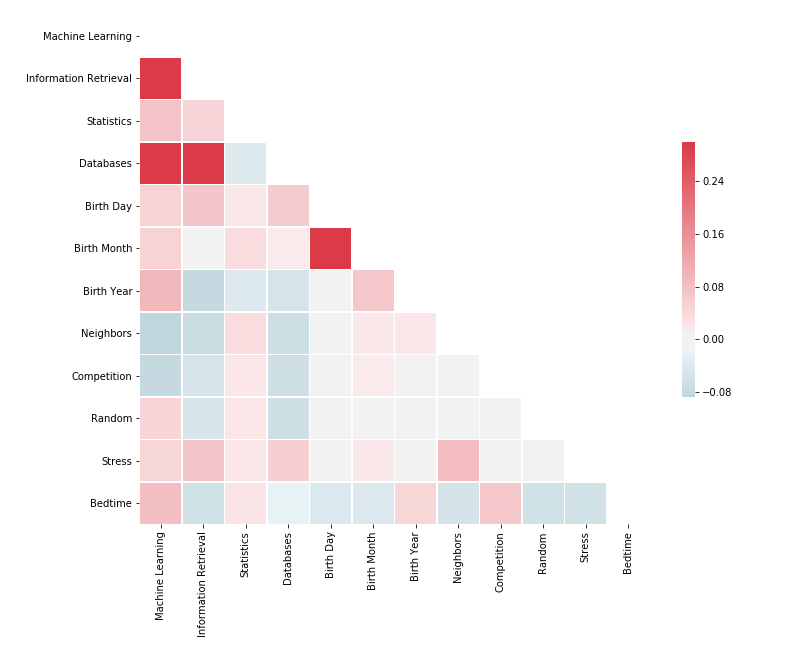 Machine Learning
Information Retrieval
Statistics
Databases
Birth Day
Birth Month
Birth Year
Neighbors
Competition
Random
Stress
Bedtime
Machine Learning
Information Retrieval
Statistics
Databases
Birth Day
Birth Month
Birth Year
Neighbors
Competition
Random
Stress
Bedtime
0.24
0.16
0.08
0.00
−0.08